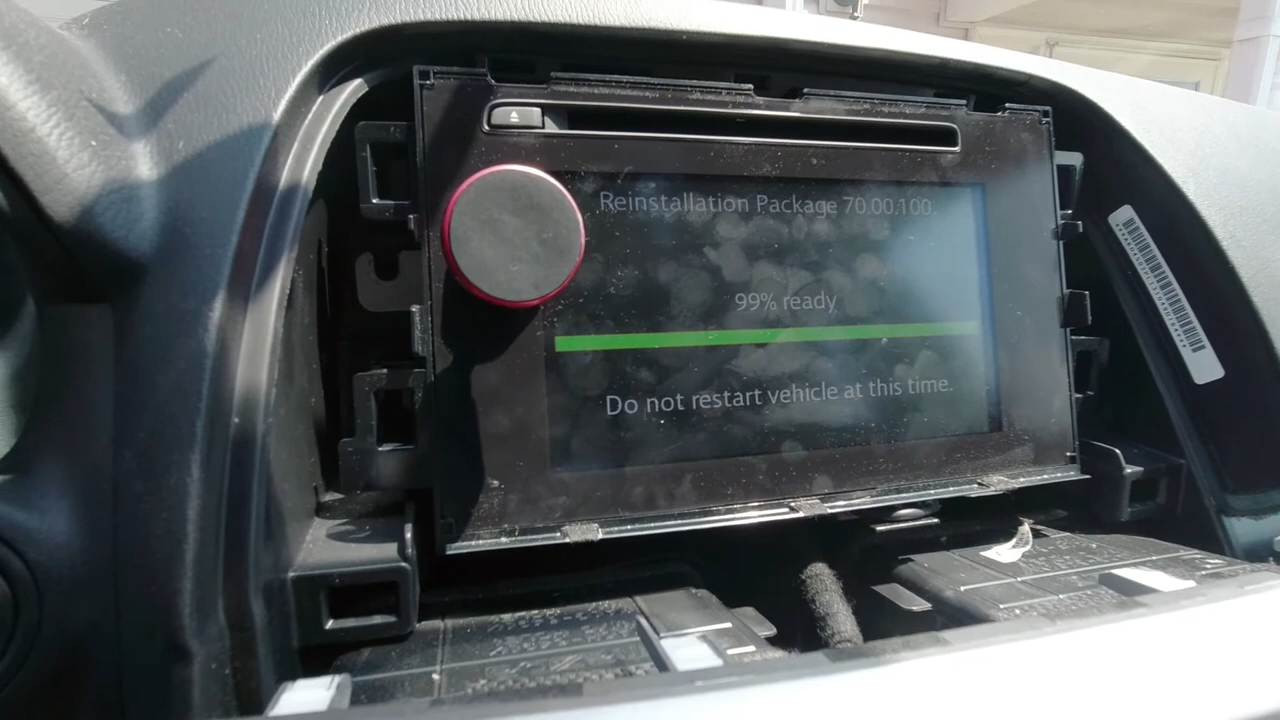 Reinstallation Package 70.00.100.
99% ready
Do not restart vehicle at this time.